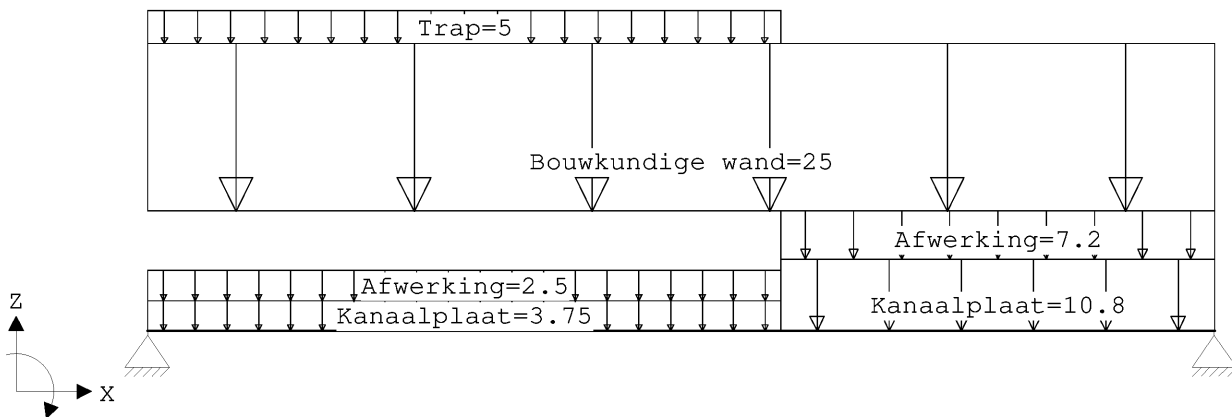 Trap=5
Bouwkundige wand=25
Afwerking=7.2
Afwerking=2.5
Kanaalplaat=10.8
Kanaalplaat=3.75
Z
X